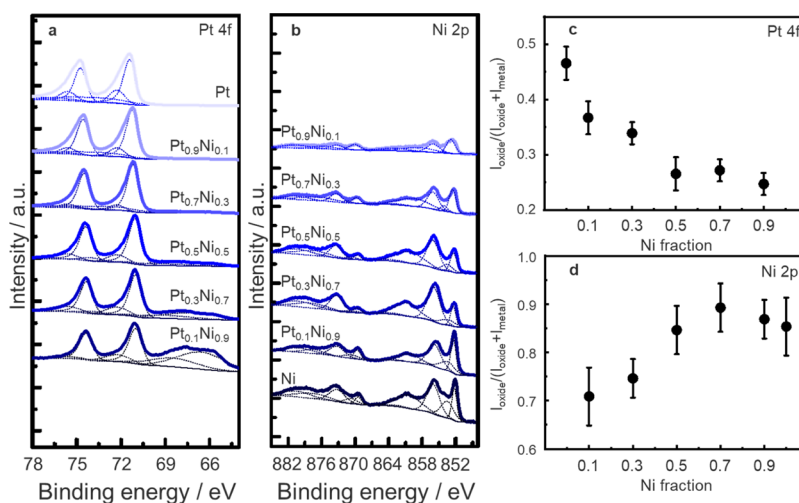 a
Pt 4f
Pt
Pt0.9Ni0.1
Pt0.7Ni0.3
Pt0.5Ni0.5
Pt0.3Ni0.7
Pt0.1Ni0.9
Intensity / a.u.
78 75 72 69 66
Binding energy / eV
b
Ni 2p
Pt0.9Ni0.1
Pt0.7Ni0.3
Pt0.5Ni0.5
Pt0.3Ni0.7
Pt0.1Ni0.9
Ni
Intensity / a.u.
882 876 870 864 858 852
Binding energy / eV
c
Pt 4f
0.5
0.4
0.3
0.2
Ioxide/(Ioxide+Imetal)
0.1 0.3 0.5 0.7 0.9
Ni fraction
d
Ni 2p
1.0
0.9
0.8
0.7
0.6
Ioxide/(Ioxide+Imetal)
0.1 0.3 0.5 0.7 0.9
Ni fraction